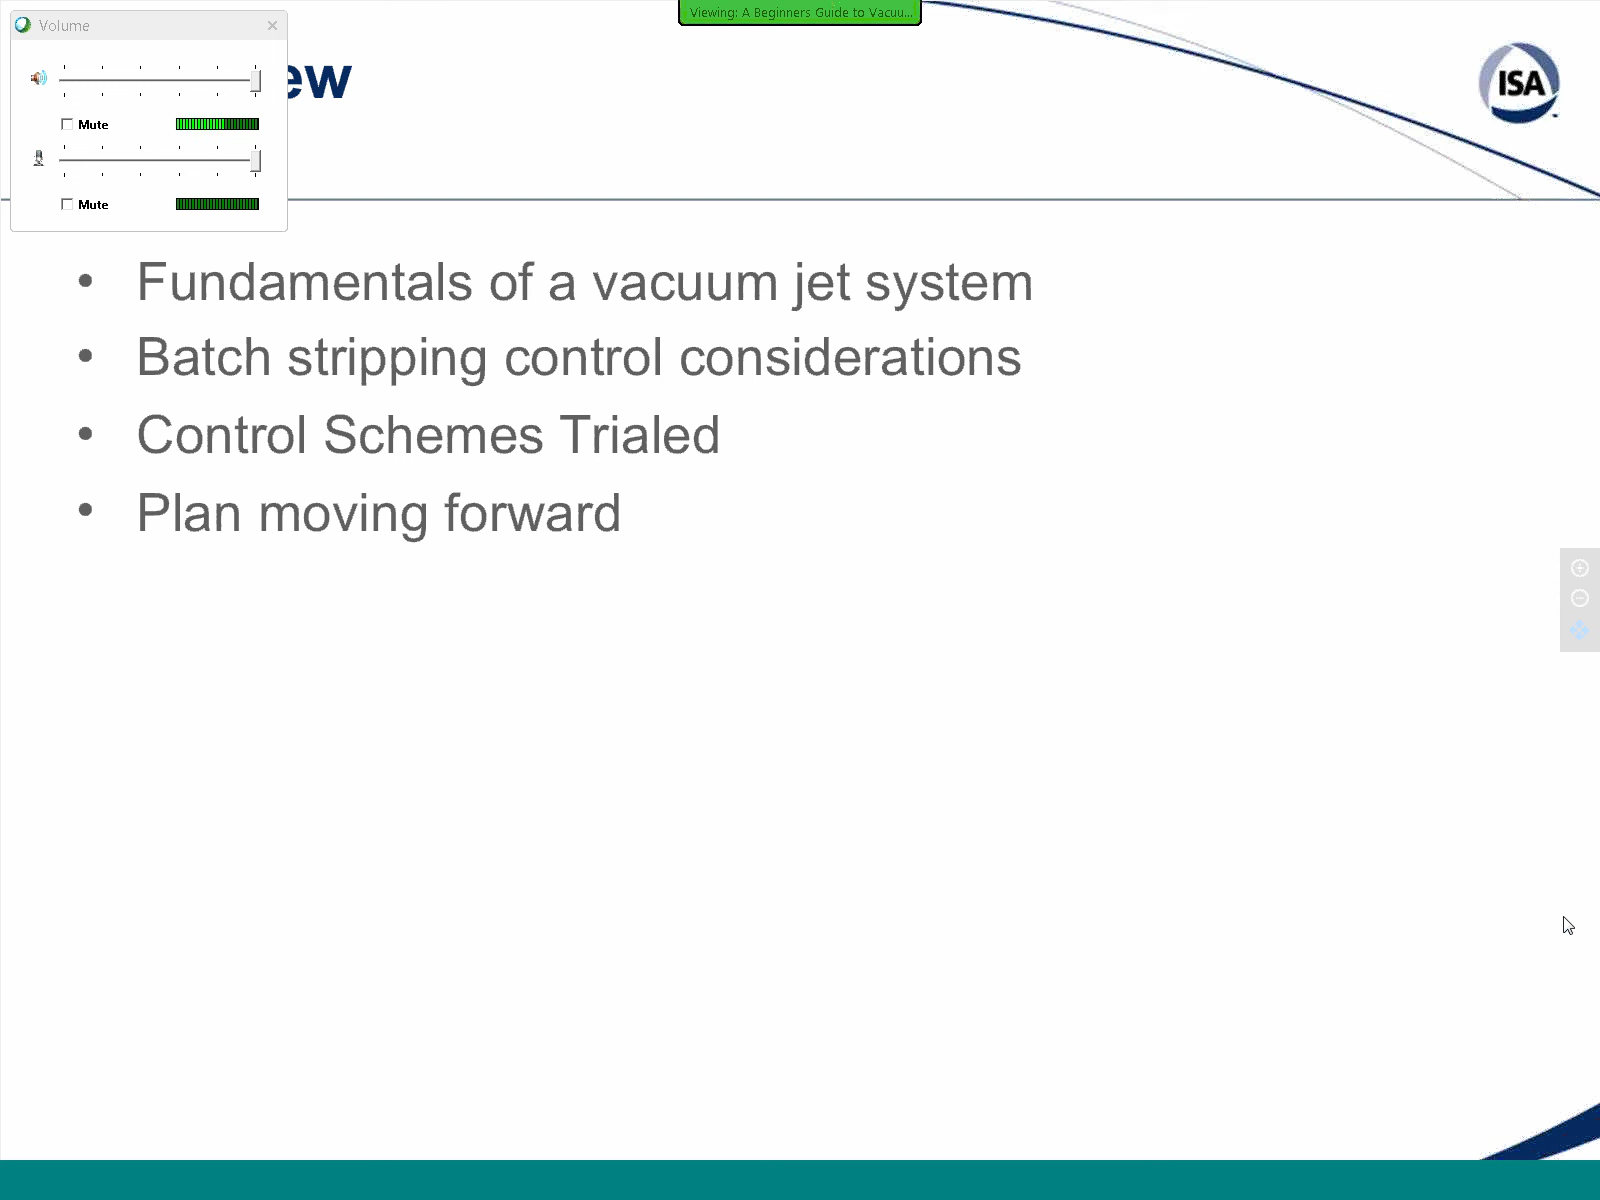 Volume
Viewing: A Beginners Guide to Vacuu...
ew
ISA
Mute
Mute
• Fundamentals of a vacuum jet system
• Batch stripping control considerations
• Control Schemes Trialed
• Plan moving forward